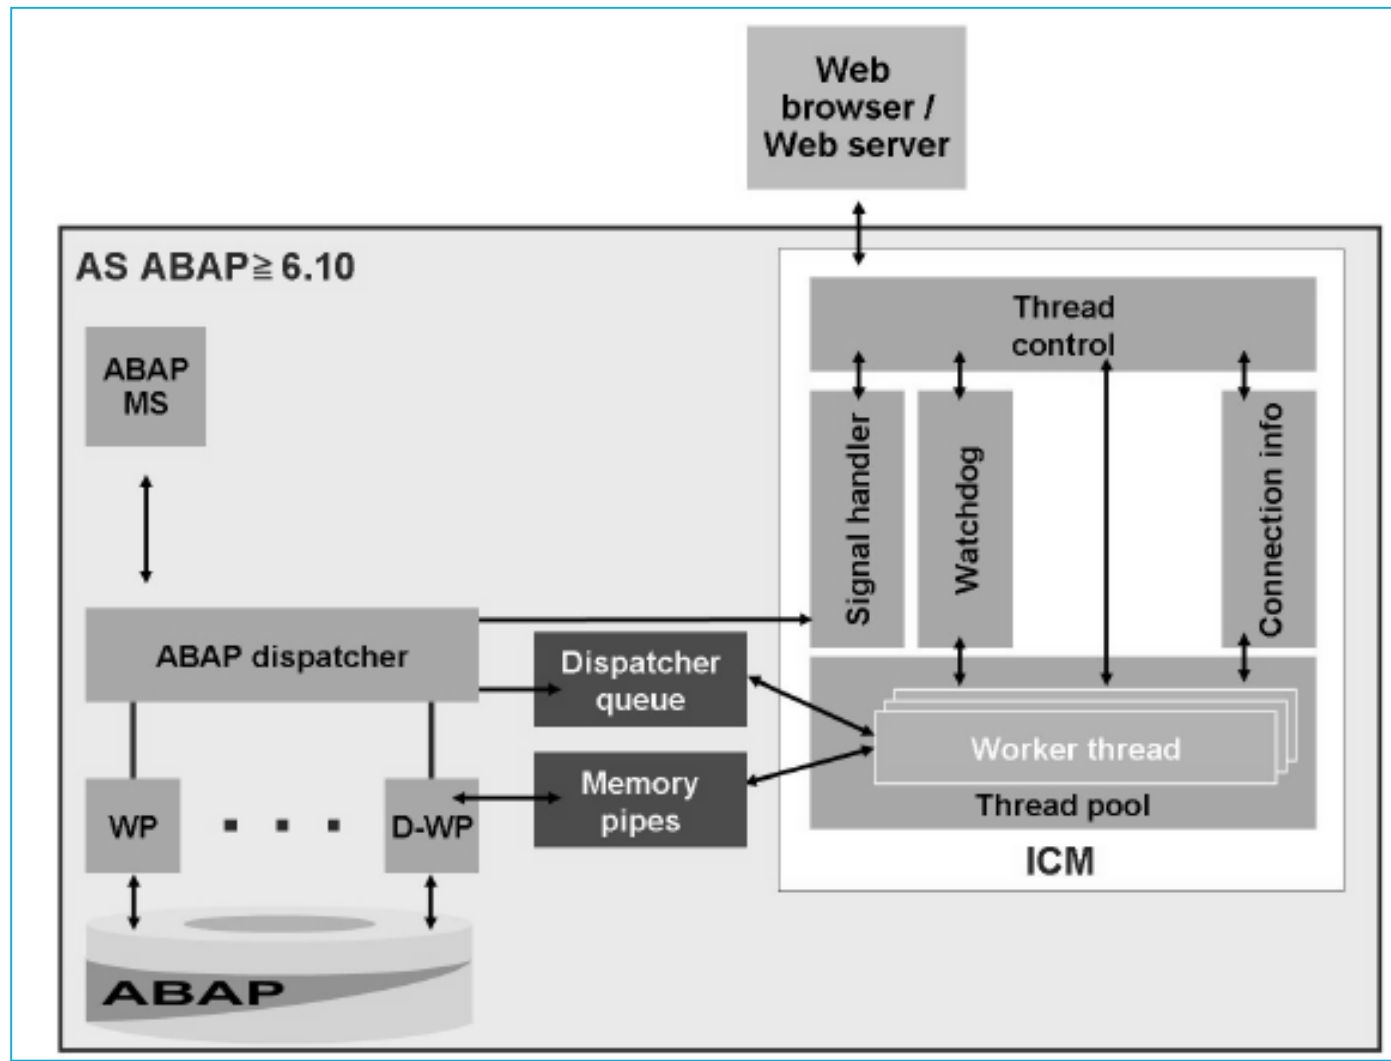 Web
browser /
Web server
AS ABAP≧ 6.10
Thread
control
ABAP
MS
Signal handler
Watchdog
Connection info
ABAP dispatcher
Dispatcher
queue
Worker thread
Thread pool
Memory
pipes
WP
. . .
D-WP
ICM
ABAP